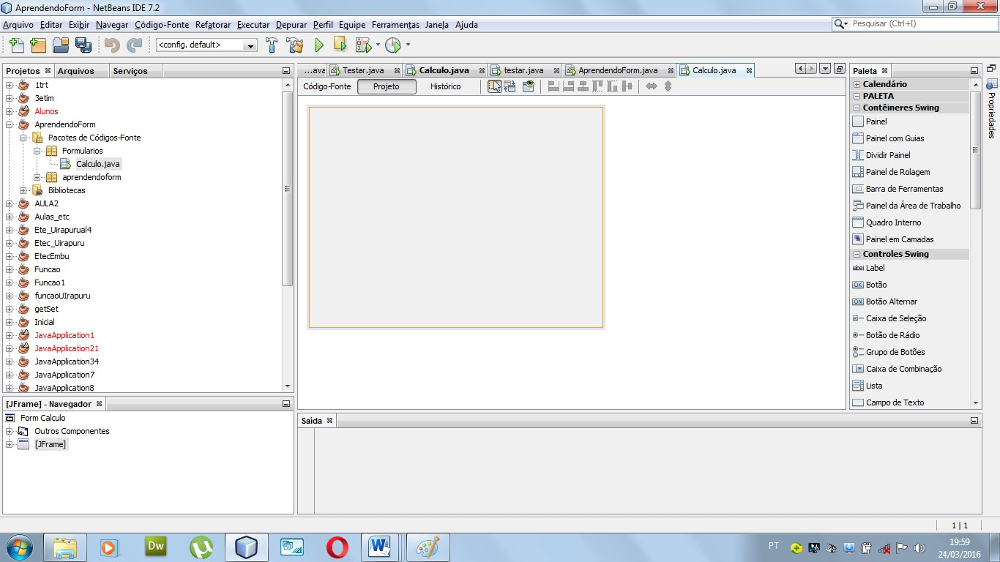 AprendendoForm - NetBeans IDE 7.2
Arquivo Editar Exibir Navegar Código-Fonte Refatorar Executar Depurar Perfil Equipe Ferramentas Janela Ajuda
Pesquisar (Ctrl+I)
<config. default>
Projetos Arquivos Serviços
1trt
3etim
Alunos
AprendendoForm
Pacotes de Códigos-Fonte
Formularios
Calculo.java
aprendendoform
Bibliotecas
AULA2
Aulas_etc
Ete_Uirapurual4
Etec_Uirapuru
EtecEmbu
Funcao
Funcao1
funcaoUIrapuru
getSet
Inicial
JavaApplication1
JavaApplication21
JavaApplication34
JavaApplication7
JavaApplication8
[JFrame] - Navegador
Form Calculo
Outros Componentes
[JFrame]
...ava Testar.java Calculo.java testar.java AprendendoForm.java Calculo.java
Código-Fonte Projeto Histórico
Saída
Paleta
Calendário
PALETA
Contêineres Swing
Painel
Painel com Guias
Dividir Painel
Painel de Rolagem
Barra de Ferramentas
Painel da Área de Trabalho
Quadro Interno
Painel em Camadas
Controles Swing
label Label
OK Botão
ON Botão Alternar
Caixa de Seleção
Botão de Rádio
Grupo de Botões
Caixa de Combinação
Lista
Campo de Texto
Propriedades
1 | 1
Dw
PT
19:59
24/03/2016